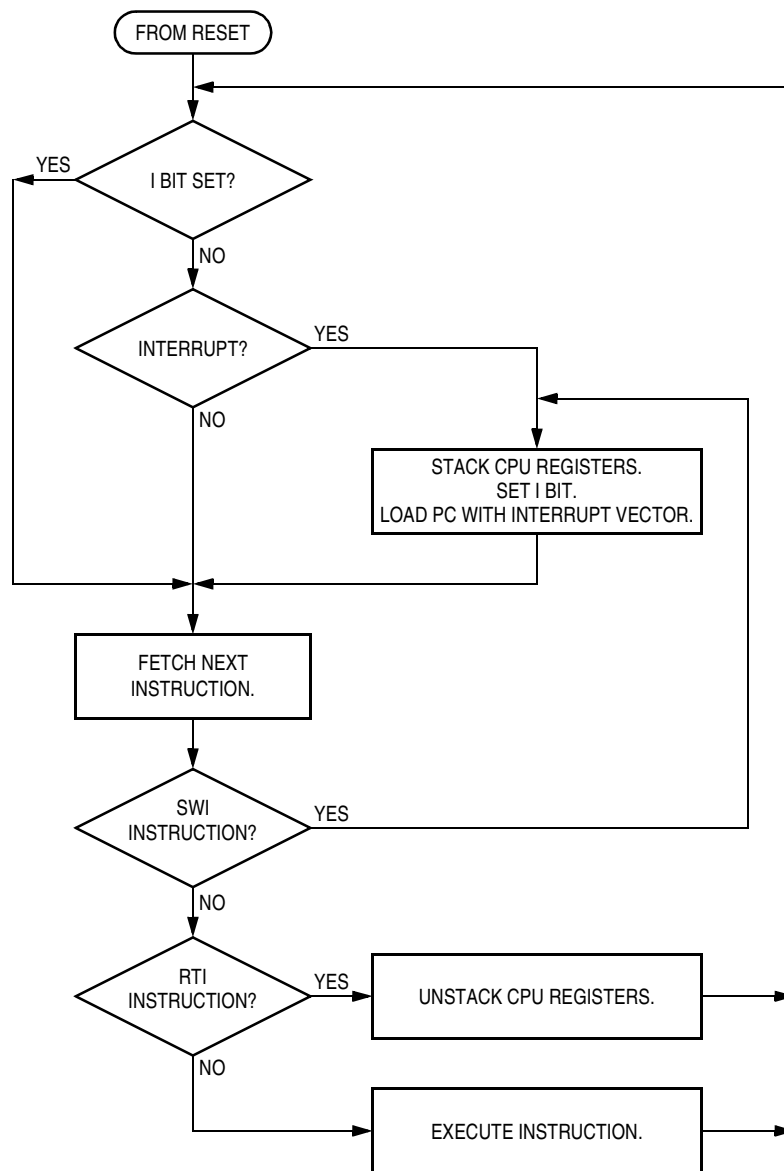 FROM RESET
YES
I BIT SET?
NO
INTERRUPT?
YES
NO
STACK CPU REGISTERS.
SET I BIT.
LOAD PC WITH INTERRUPT VECTOR.
FETCH NEXT
INSTRUCTION.
SWI
INSTRUCTION?
YES
NO
RTI
INSTRUCTION?
YES
UNSTACK CPU REGISTERS.
NO
EXECUTE INSTRUCTION.